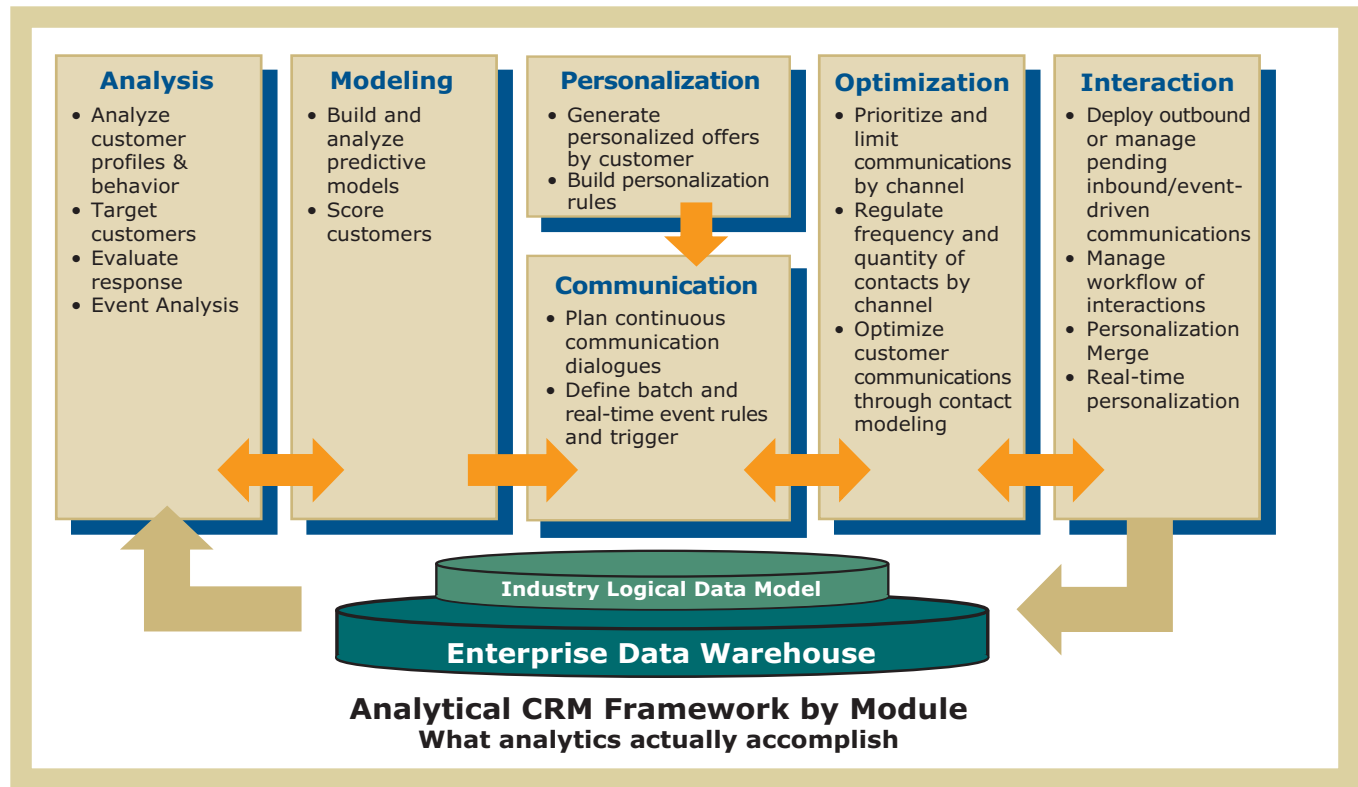 Analysis
• Analyze
customer
profiles &
behavior
• Target
customers
• Evaluate
response
• Event Analysis
Modeling
• Build and
analyze
predictive
models
• Score
customers
Personalization
• Generate
personalized offers
by customer
• Build personalization
rules
Communication
• Plan continuous
communication
dialogues
• Define batch and
real-time event rules
and trigger
Optimization
• Prioritize and
limit
communications
by channel
• Regulate
frequency and
quantity of
contacts by
channel
• Optimize
customer
communications
through contact
modeling
Interaction
• Deploy outbound
or manage
pending
inbound/event-
driven
communications
• Manage
workflow of
interactions
• Personalization
Merge
• Real-time
personalization
Industry Logical Data Model
Enterprise Data Warehouse
Analytical CRM Framework by Module
What analytics actually accomplish